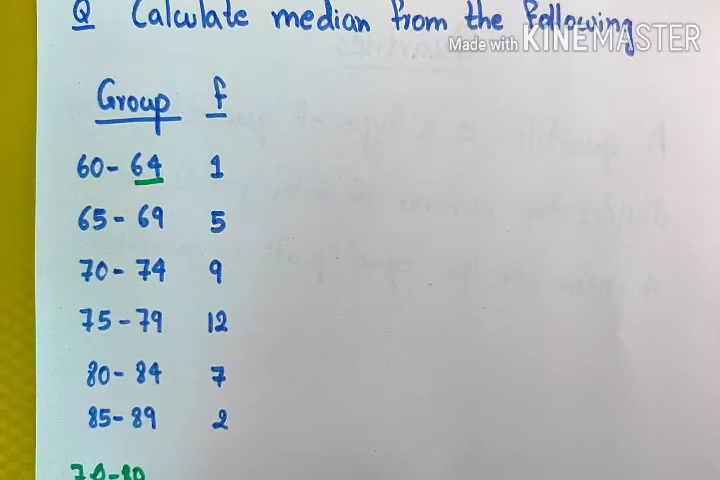 Q Calculate median from the following
Made with KINEMASTER
Group f
60-64 1
65-69 5
70-74 9
75-79 12
80-84 7
85-89 2